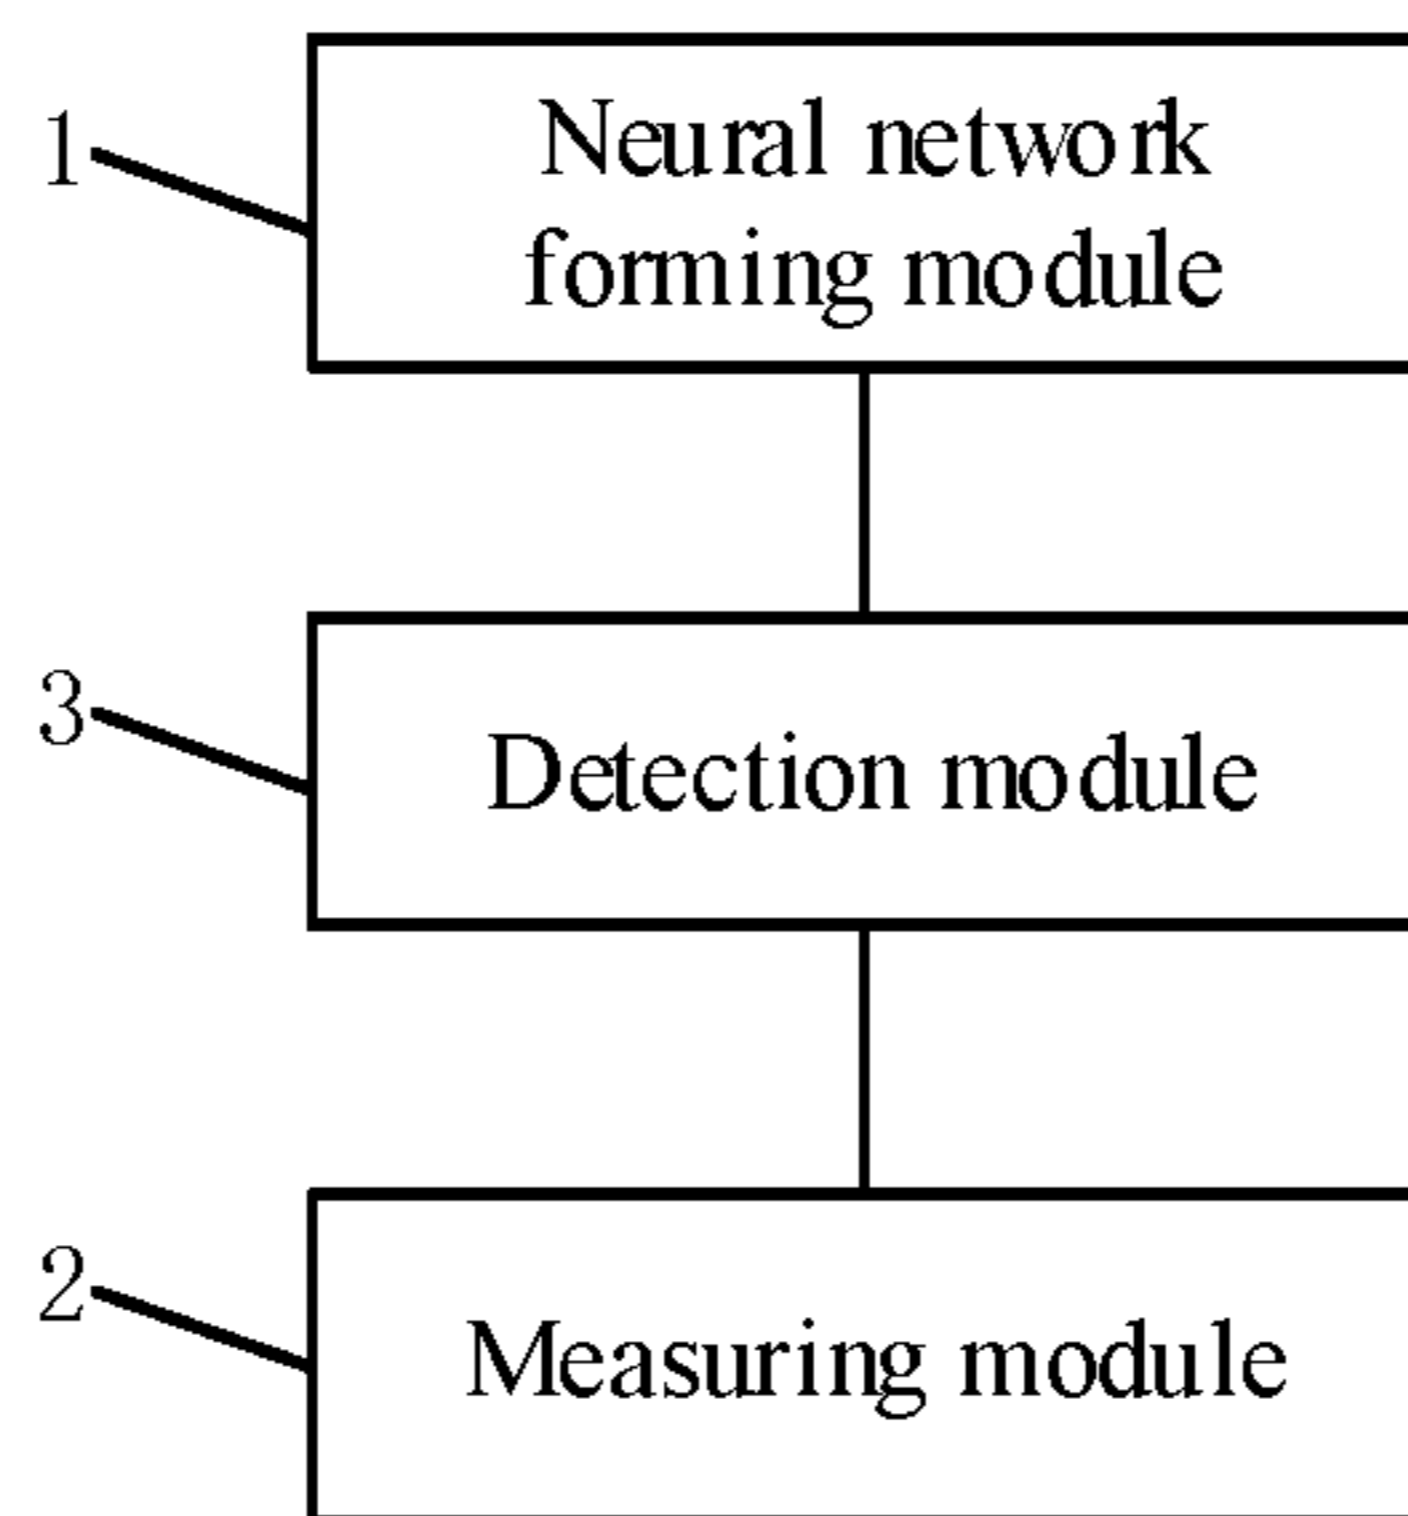 1
Neural network
forming module
3
Detection module
2
Measuring module